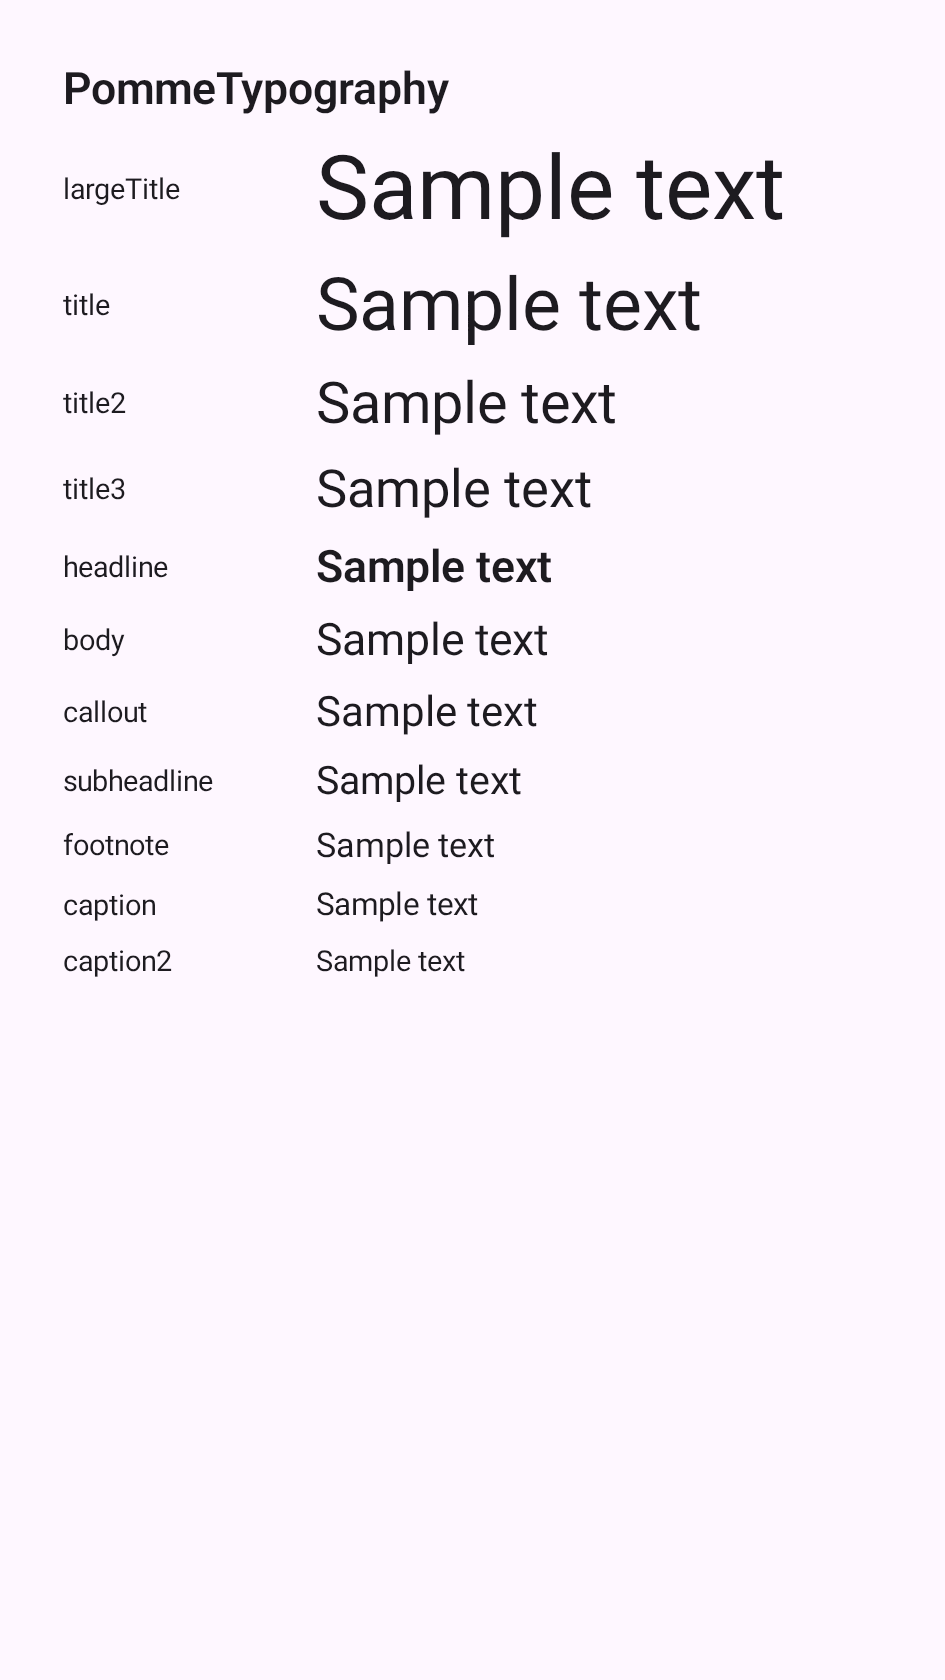 PommeTypography
largeTitle Sample text
title Sample text
title2 Sample text
title3 Sample text
headline Sample text
body Sample text
callout Sample text
subheadline Sample text
footnote Sample text
caption Sample text
caption2 Sample text